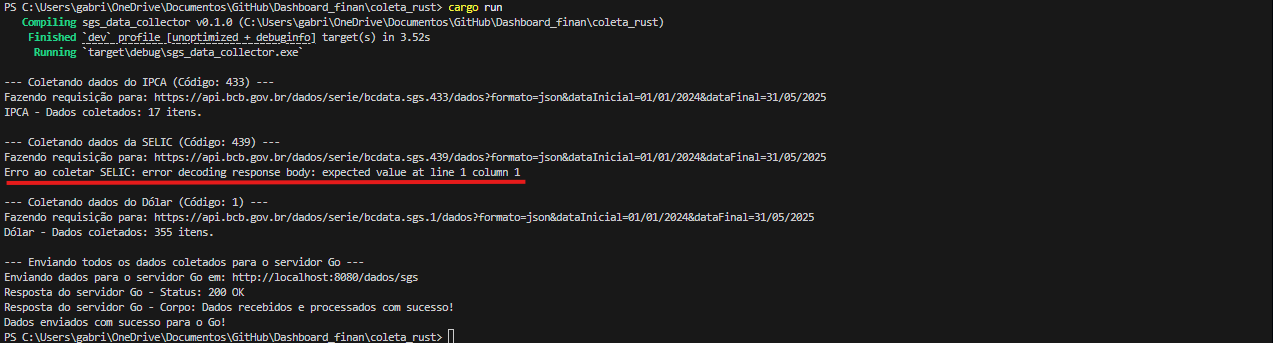 PS C:\Users\gabri\OneDrive\Documentos\GitHub\Dashboard_finan\coleta_rust> cargo run
Compiling sgs_data_collector v0.1.0 (C:\Users\gabri\OneDrive\Documentos\GitHub\Dashboard_finan\coleta_rust)
Finished `dev` profile [unoptimized + debuginfo] target(s) in 3.52s
Running `target\debug\sgs_data_collector.exe`
--- Coletando dados do IPCA (Código: 433) ---
Fazendo requisição para: https://api.bcb.gov.br/dados/serie/bcdata.sgs.433/dados?formato=json&dataInicial=01/01/2024&dataFinal=31/05/2025
IPCA - Dados coletados: 17 itens.
--- Coletando dados da SELIC (Código: 439) ---
Fazendo requisição para: https://api.bcb.gov.br/dados/serie/bcdata.sgs.439/dados?formato=json&dataInicial=01/01/2024&dataFinal=31/05/2025
Erro ao coletar SELIC: error decoding response body: expected value at line 1 column 1
--- Coletando dados do Dólar (Código: 1) ---
Fazendo requisição para: https://api.bcb.gov.br/dados/serie/bcdata.sgs.1/dados?formato=json&dataInicial=01/01/2024&dataFinal=31/05/2025
Dólar - Dados coletados: 355 itens.
--- Enviando todos os dados coletados para o servidor Go ---
Enviando dados para o servidor Go em: http://localhost:8080/dados/sgs
Resposta do servidor Go - Status: 200 OK
Resposta do servidor Go - Corpo: Dados recebidos e processados com sucesso!
Dados enviados com sucesso para o Go!
PS C:\Users\gabri\OneDrive\Documentos\GitHub\Dashboard_finan\coleta_rust>